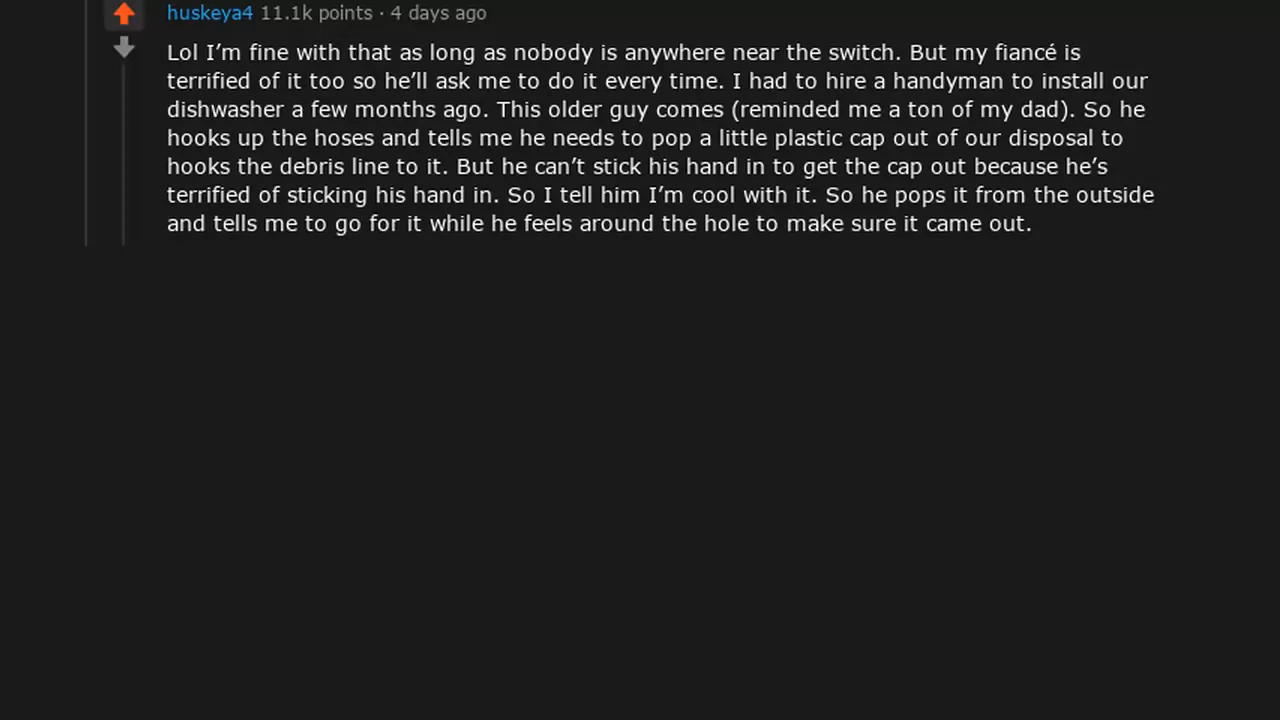 huskeya4 11.1k points · 4 days ago
Lol I’m fine with that as long as nobody is anywhere near the switch. But my fiancé is
terrified of it too so he’ll ask me to do it every time. I had to hire a handyman to install our
dishwasher a few months ago. This older guy comes (reminded me a ton of my dad). So he
hooks up the hoses and tells me he needs to pop a little plastic cap out of our disposal to
hooks the debris line to it. But he can’t stick his hand in to get the cap out because he’s
terrified of sticking his hand in. So I tell him I’m cool with it. So he pops it from the outside
and tells me to go for it while he feels around the hole to make sure it came out.